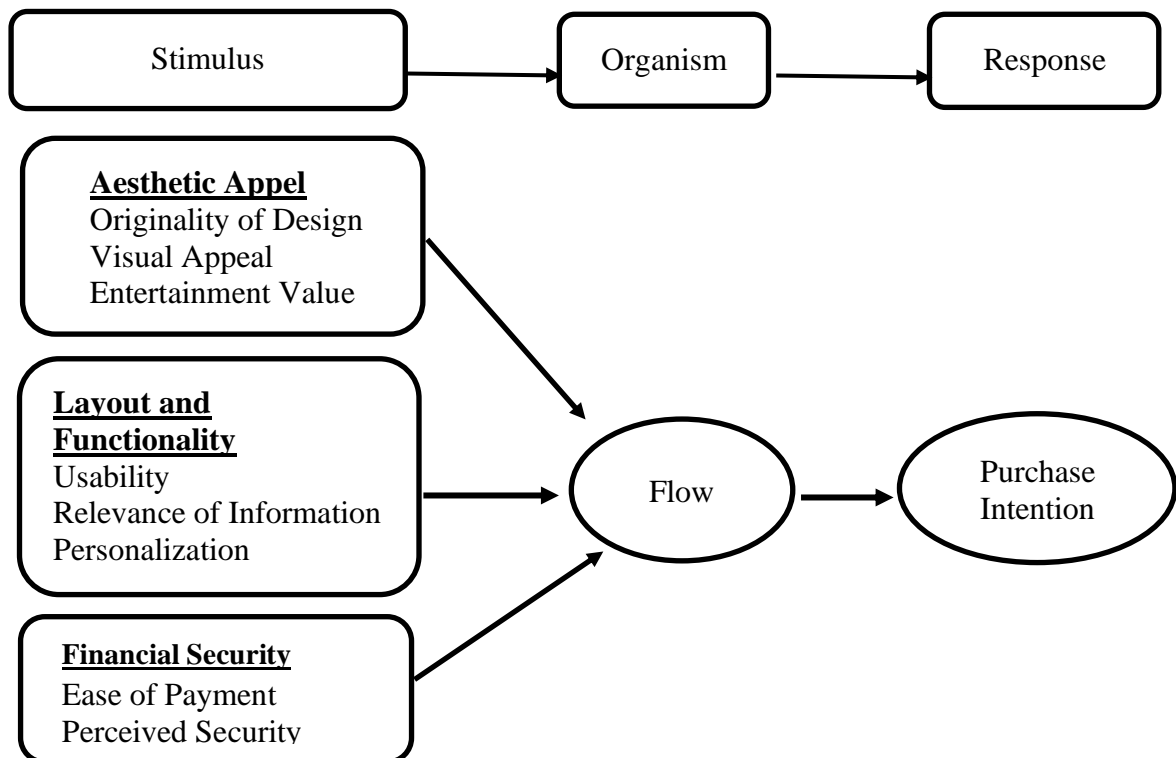 Stimulus
Organism
Response
Aesthetic Appel
Originality of Design
Visual Appeal
Entertainment Value
Layout and
Functionality
Usability
Relevance of Information
Personalization
Financial Security
Ease of Payment
Perceived Security
Flow
Purchase
Intention